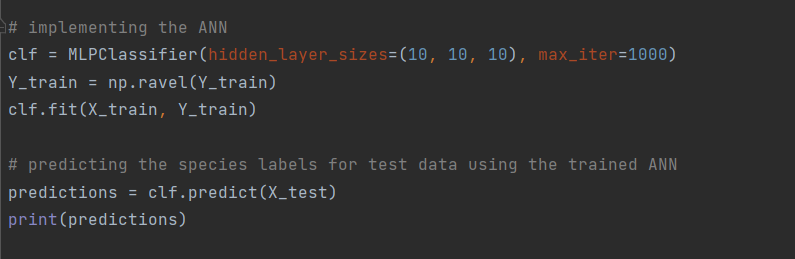 # implementing the ANN
clf = MLPClassifier(hidden_layer_sizes=(10, 10, 10), max_iter=1000)
Y_train = np.ravel(Y_train)
clf.fit(X_train, Y_train)
# predicting the species labels for test data using the trained ANN
predictions = clf.predict(X_test)
print(predictions)